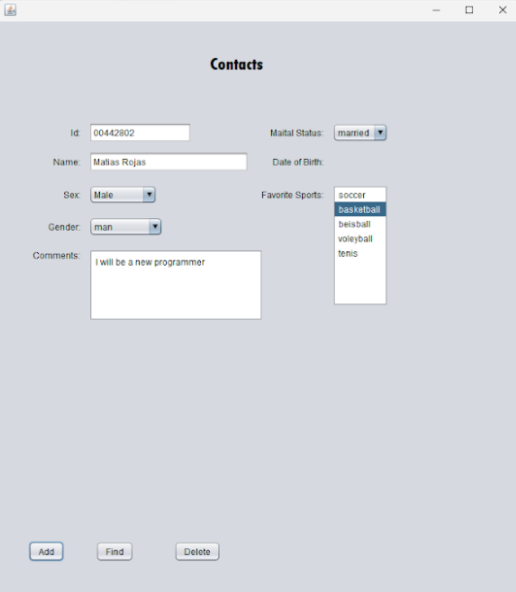 Contacts
Id: 00442802 Maital Status: married
Name: Matias Rojas Date of Birth:
Sex: Male Favorite Sports: soccer
basketball
Gender: man beisball
voleyball
Comments: I will be a new programmer tenis
Add Find Delete